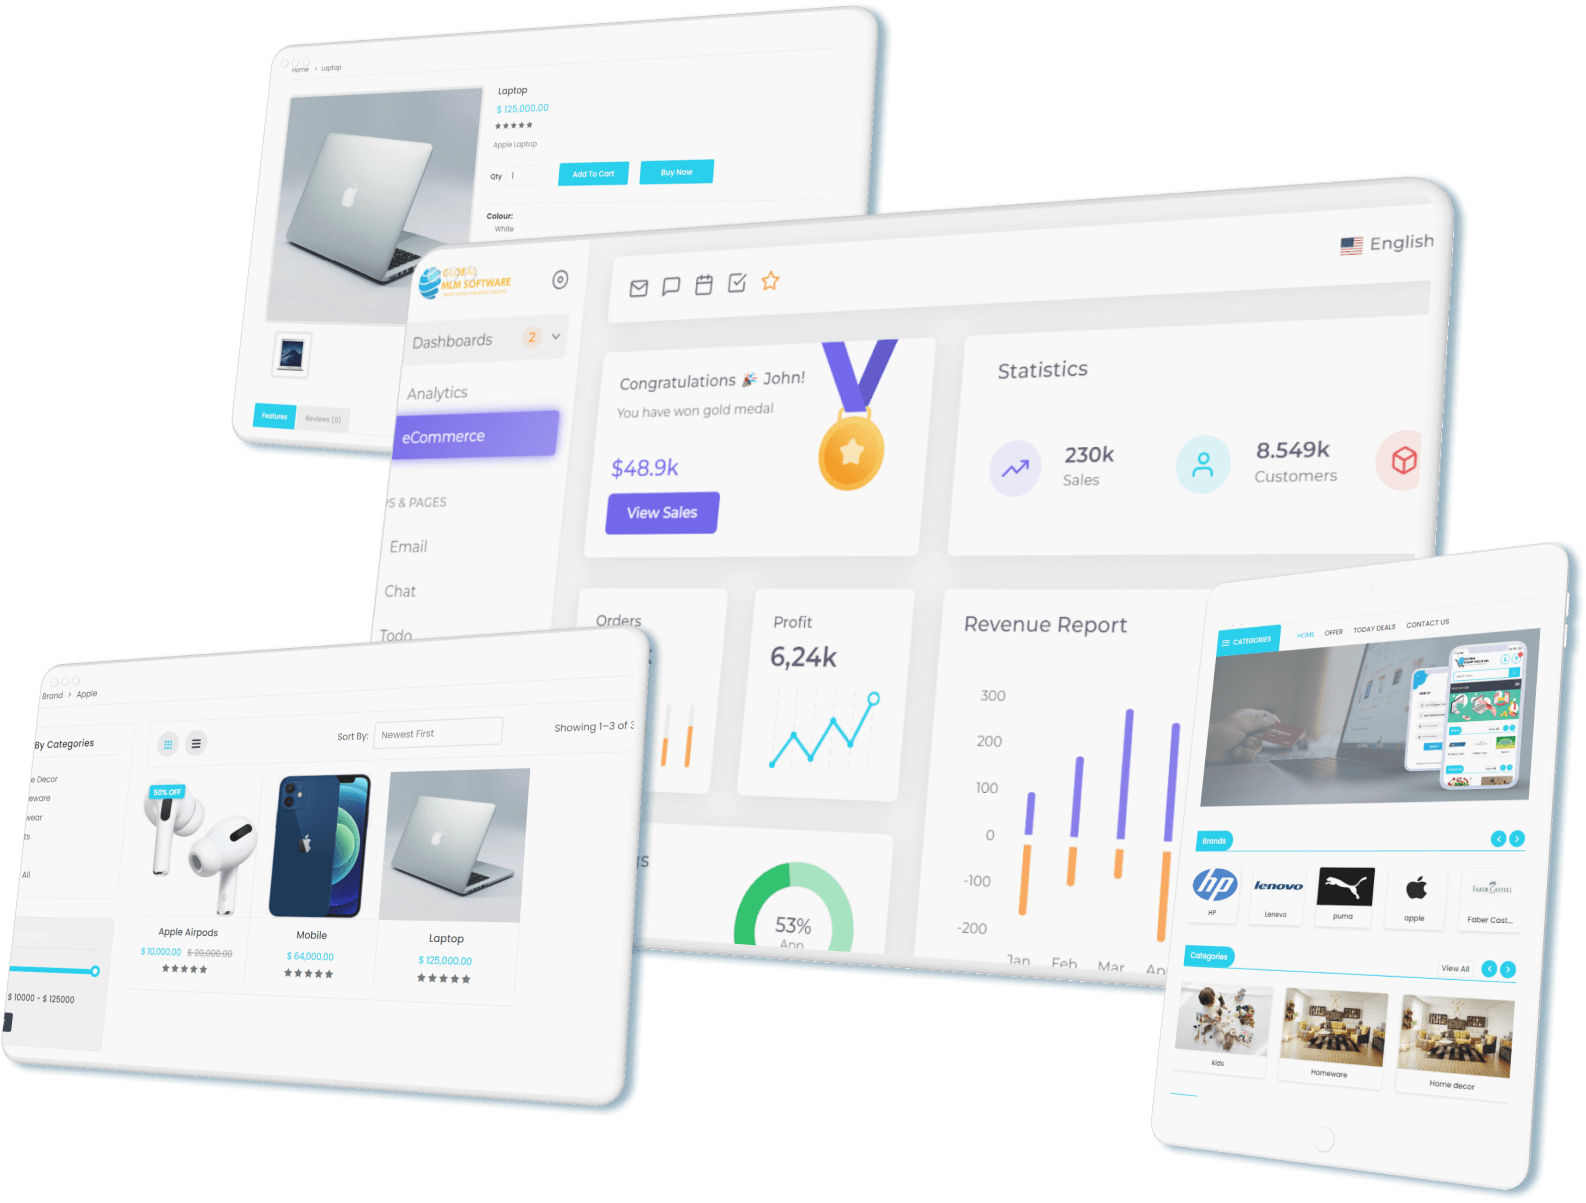 Home > Laptop
Laptop
$ 125,000.00
Apple Laptop
Qty 1 Add To Cart Buy Now
Colour:
White
Features Reviews (0)
GLOBAL
MLM SOFTWARE
English
Dashboards 2
Analytics
eCommerce
S & PAGES
Email
Chat
Todo
Congratulations 🎉 John!
You have won gold medal
$48.9k
View Sales
Statistics
230k
Sales
8.549k
Customers
Orders
Profit
6,24k
Revenue Report
300
200
100
0
-100
-200
Jan Feb Mar Ap
53%
App
Brand > Apple
By Categories
e Decor
eware
wear
ts
All
$ 10000 - $ 125000
Sort By: Newest First
Showing 1–3 of 3
50% OFF
Apple Airpods
$ 10,000.00 $ 20,000.00
Mobile
$ 64,000.00
Laptop
$ 125,000.00
CATEGORIES HOME OFFER TODAY DEALS CONTACT US
Brands
hp
HP
lenovo
Lenevo
puma
apple
FABER CASTELL
Faber Cast...
Categories
View All
kids
Homeware
Home decor